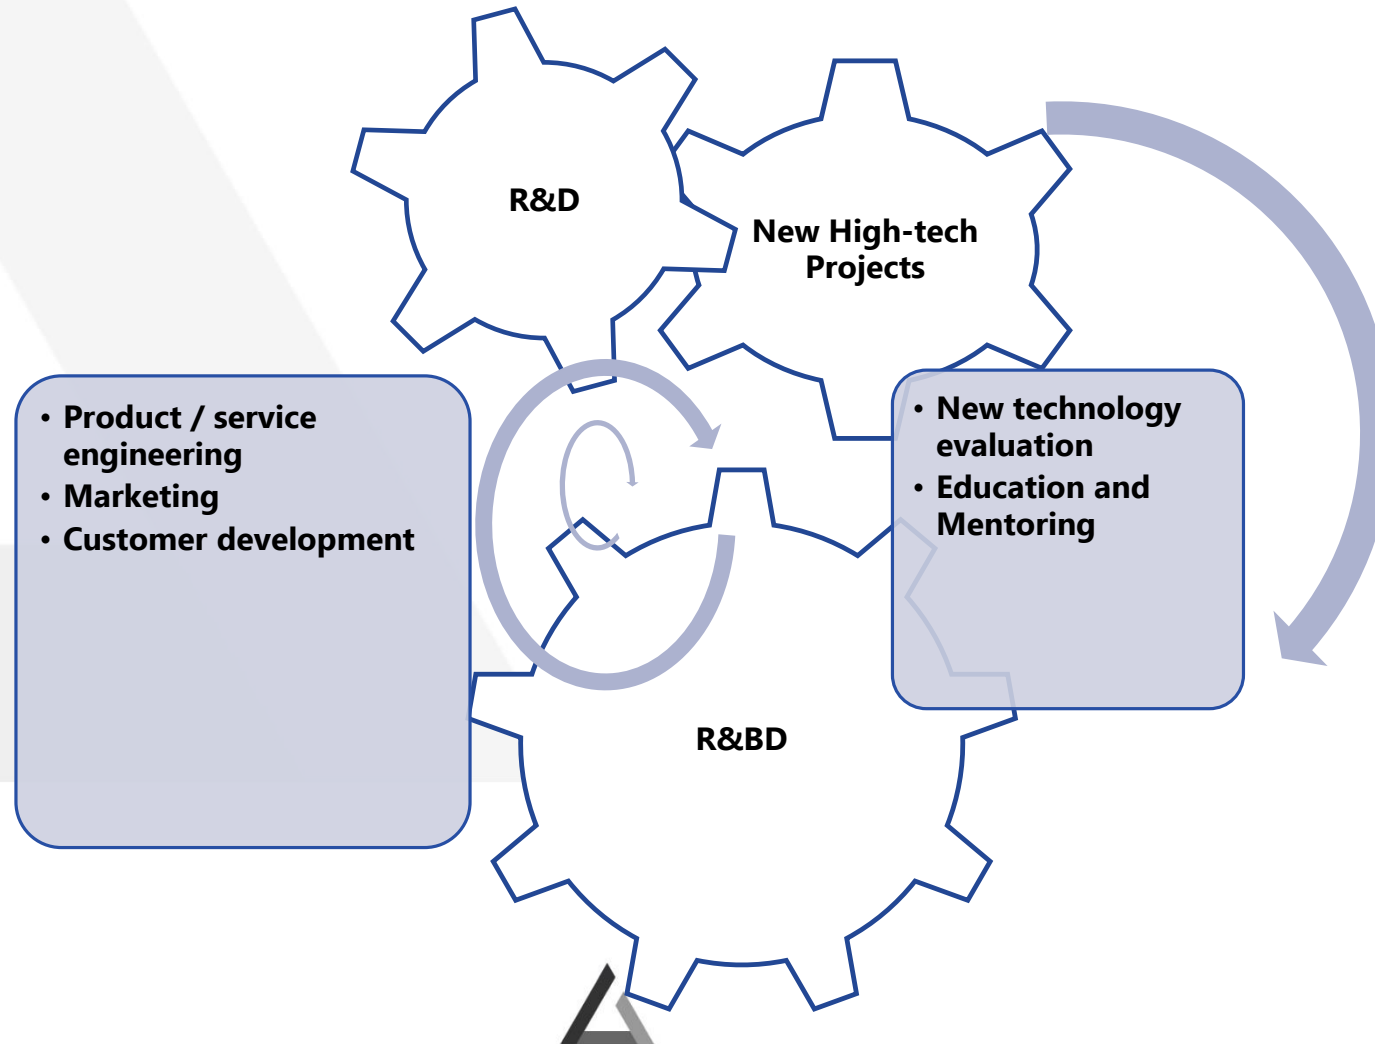 R&D
New High-tech
Projects
• Product / service
engineering
• Marketing
• Customer development
• New technology
evaluation
• Education and
Mentoring
R&BD